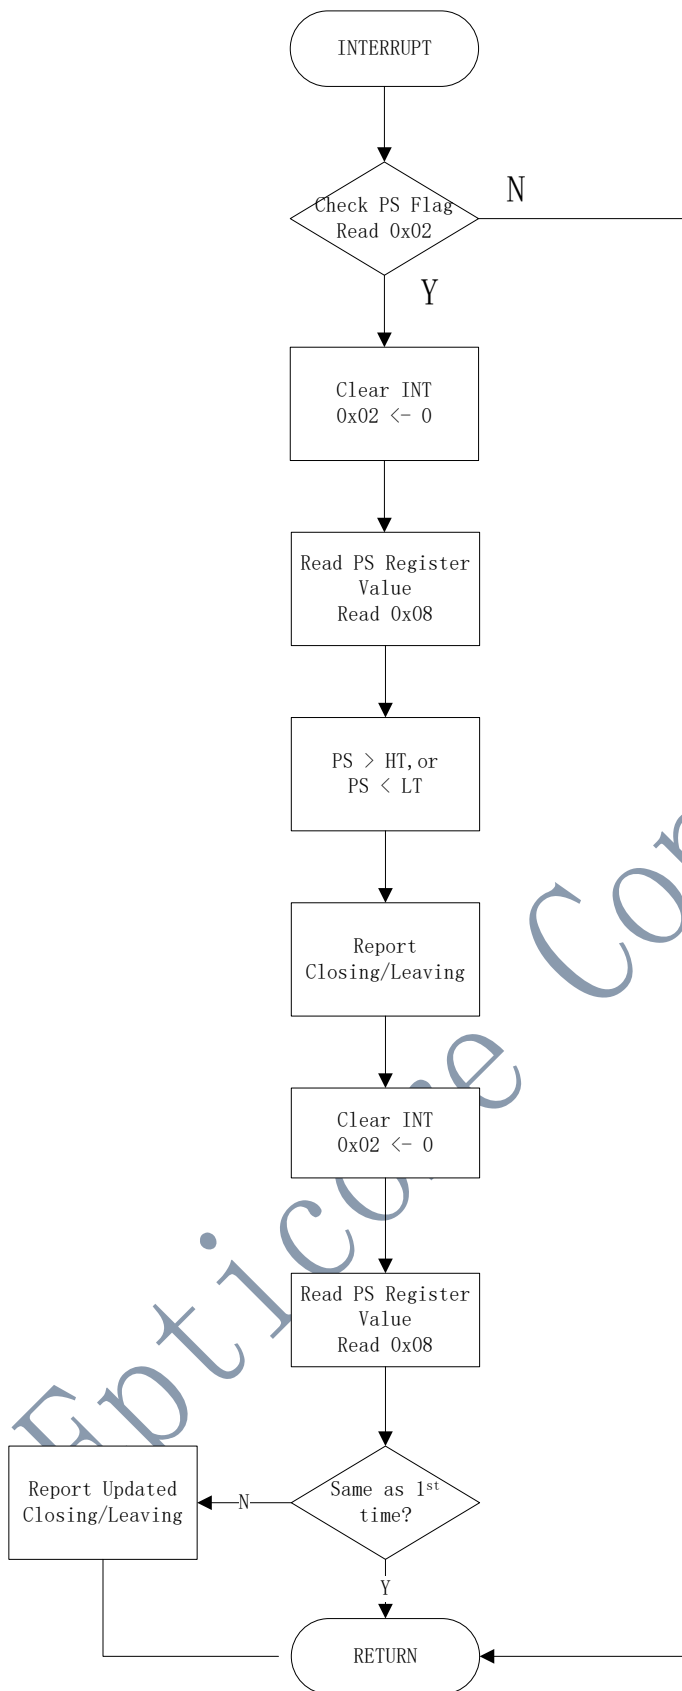 INTERRUPT
Check PS Flag
Read 0x02
N
Y
Clear INT
0x02 <- 0
Read PS Register
Value
Read 0x08
PS > HT,or
PS < LT
Report
Closing/Leaving
Clear INT
0x02 <- 0
Read PS Register
Value
Read 0x08
Same as 1st
time?
N
Report Updated
Closing/Leaving
Y
RETURN
Epticore